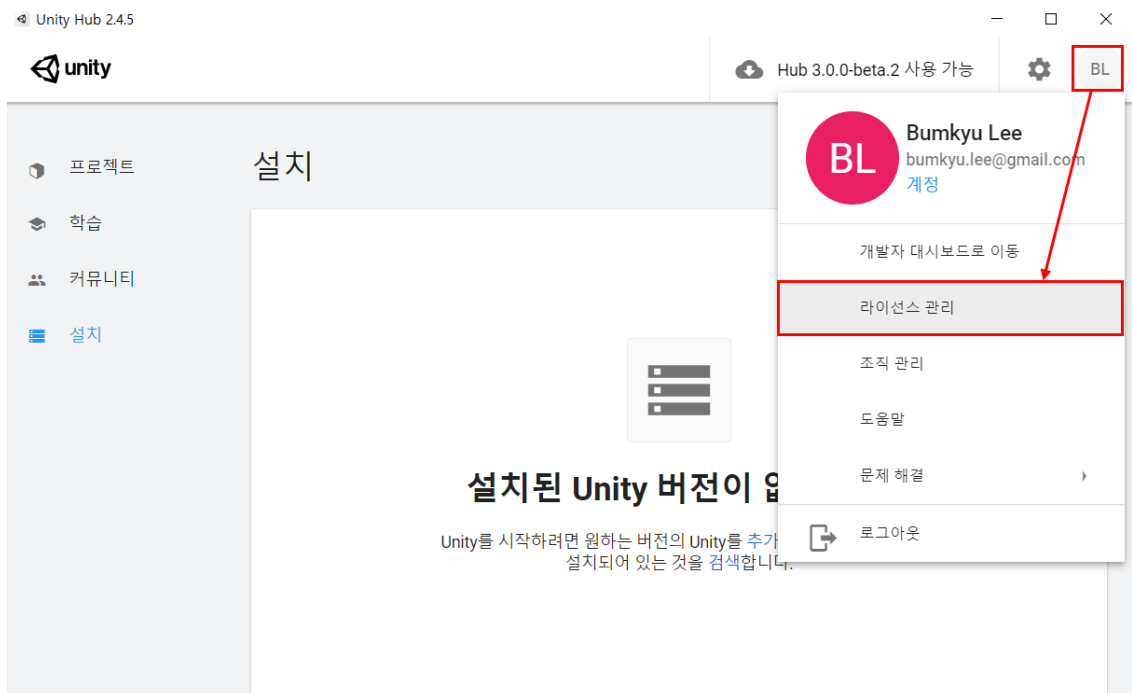 Unity Hub 2.4.5
unity
Hub 3.0.0-beta.2 사용 가능
BL
BL
Bumkyu Lee
bumkyu.lee@gmail.com
계정
프로젝트
학습
커뮤니티
설치
설치
개발자 대시보드로 이동
라이선스 관리
조직 관리
도움말
문제 해결
로그아웃
설치된 Unity 버전이
Unity를 시작하려면 원하는 버전의 Unity를 추가
설치되어 있는 것을 검색합니다.